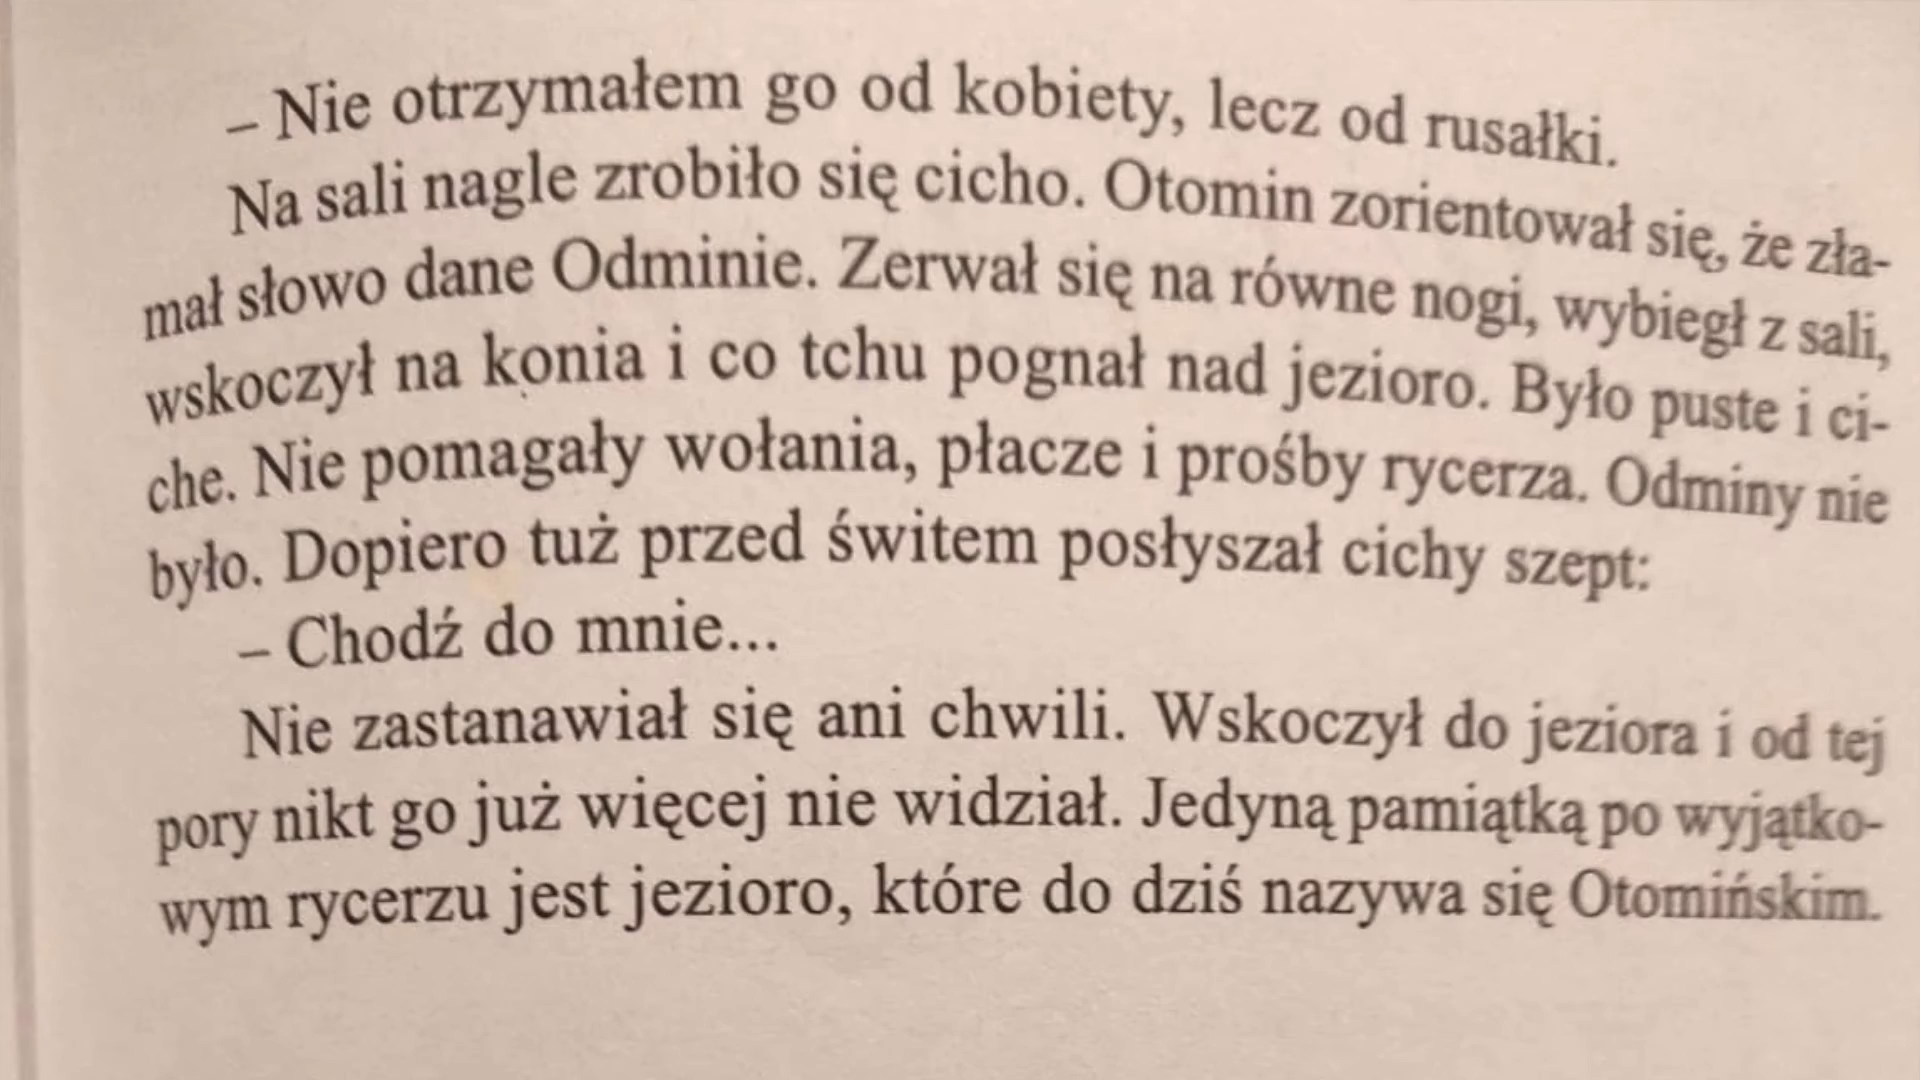 – Nie otrzymałem go od kobiety, lecz od rusałki.
Na sali nagle zrobiło się cicho. Otomin zorientował się, że zła-
mał słowo dane Odminie. Zerwał się na równe nogi, wybiegł z sali,
wskoczył na konia i co tchu pognał nad jezioro. Było puste i ci-
che. Nie pomagały wołania, płacze i prośby rycerza. Odminy nie
było. Dopiero tuż przed świtem posłyszał cichy szept:
– Chodź do mnie...
Nie zastanawiał się ani chwili. Wskoczył do jeziora i od tej
pory nikt go już więcej nie widział. Jedyną pamiątką po wyjątko-
wym rycerzu jest jezioro, które do dziś nazywa się Otomińskim.